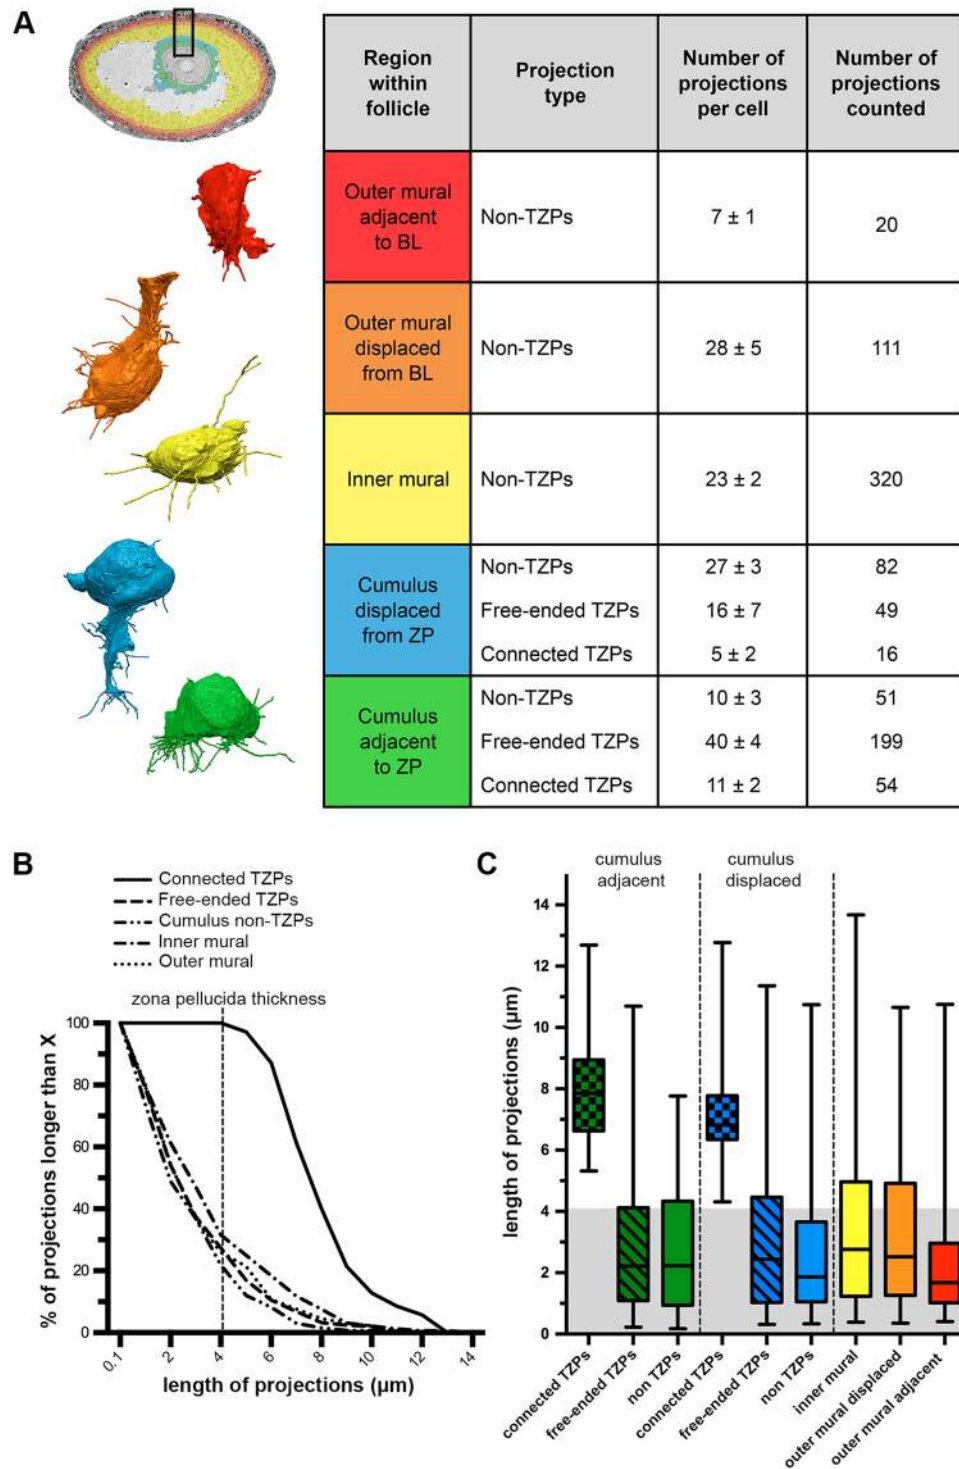 A
Region within follicle
Projection type
Number of projections per cell
Number of projections counted
Outer mural adjacent to BL
Non-TZPs
7 ± 1
20
Outer mural displaced from BL
Non-TZPs
28 ± 5
111
Inner mural
Non-TZPs
23 ± 2
320
Cumulus displaced from ZP
Non-TZPs
27 ± 3
82
Free-ended TZPs
16 ± 7
49
Connected TZPs
5 ± 2
16
Cumulus adjacent to ZP
Non-TZPs
10 ± 3
51
Free-ended TZPs
40 ± 4
199
Connected TZPs
11 ± 2
54
B
Connected TZPs
Free-ended TZPs
Cumulus non-TZPs
Inner mural
Outer mural
zona pellucida thickness
% of projections longer than X
100
80
60
40
20
0
0.1
2
4
6
8
10
12
14
length of projections (µm)
C
cumulus adjacent
cumulus displaced
length of projections (µm)
14
12
10
8
6
4
2
0
connected TZPs
free-ended TZPs
non TZPs
connected TZPs
free-ended TZPs
non TZPs
inner mural
outer mural displaced
outer mural adjacent